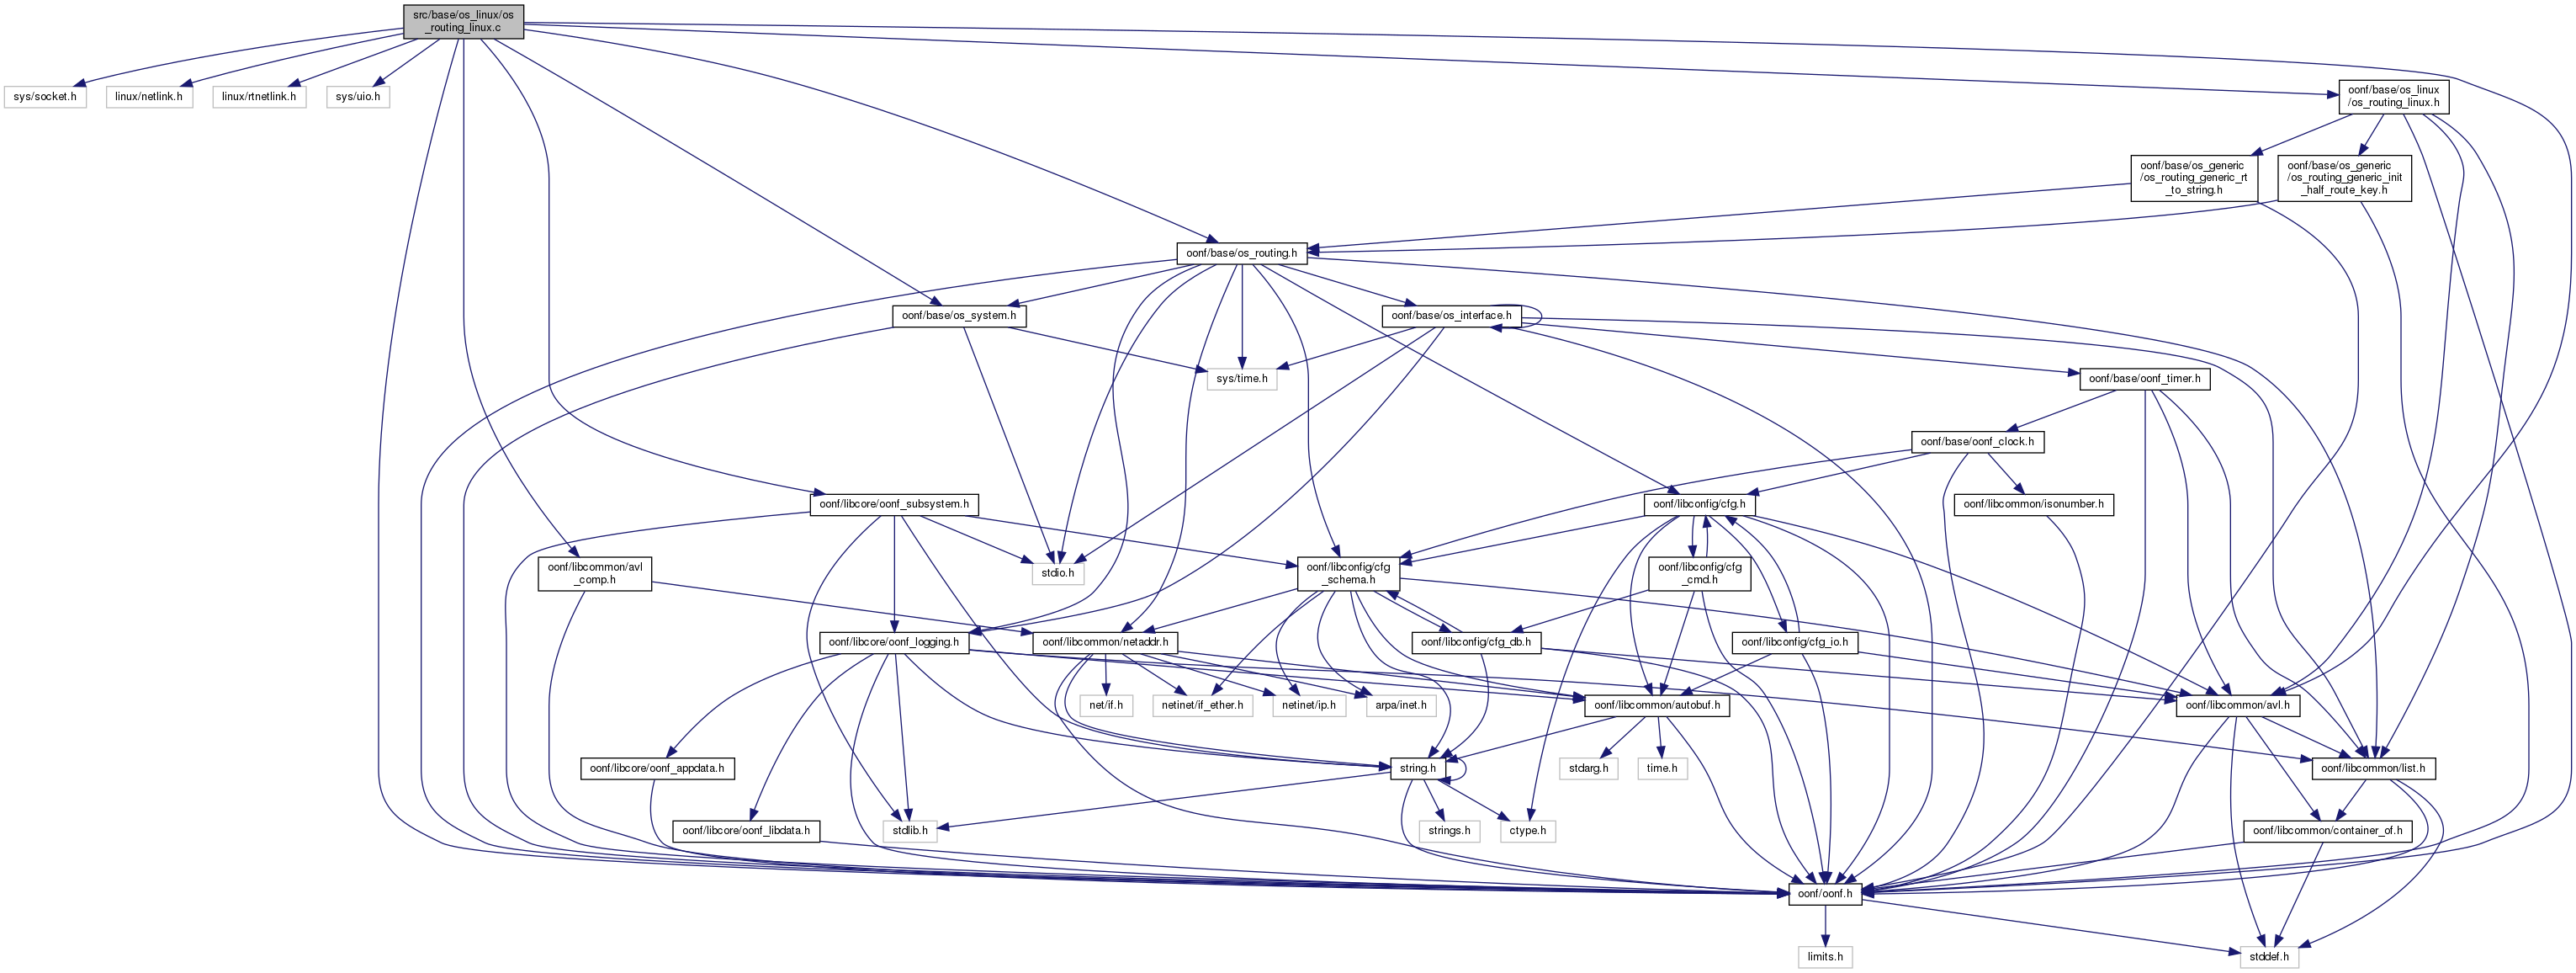 src/base/os_linux/os
_routing_linux.c
sys/socket.h
linux/netlink.h
linux/rtnetlink.h
sys/uio.h
oonf/base/os_linux
/os_routing_linux.h
oonf/base/os_generic
/os_routing_generic_rt
_to_string.h
oonf/base/os_generic
/os_routing_generic_init
_half_route_key.h
oonf/base/os_routing.h
oonf/base/os_system.h
oonf/base/os_interface.h
sys/time.h
oonf/base/oonf_timer.h
oonf/base/oonf_clock.h
oonf/libcore/oonf_subsystem.h
oonf/libconfig/cfg.h
oonf/libcommon/isonumber.h
oonf/libcommon/avl
_comp.h
stdio.h
oonf/libconfig/cfg
_schema.h
oonf/libconfig/cfg
_cmd.h
oonf/libcore/oonf_logging.h
oonf/libcommon/netaddr.h
oonf/libconfig/cfg_db.h
oonf/libconfig/cfg_io.h
net/if.h
netinet/if_ether.h
netinet/ip.h
arpa/inet.h
oonf/libcommon/autobuf.h
oonf/libcommon/avl.h
oonf/libcore/oonf_appdata.h
string.h
stdarg.h
time.h
oonf/libcommon/list.h
oonf/libcore/oonf_libdata.h
stdlib.h
strings.h
ctype.h
oonf/libcommon/container_of.h
oonf/oonf.h
limits.h
stddef.h